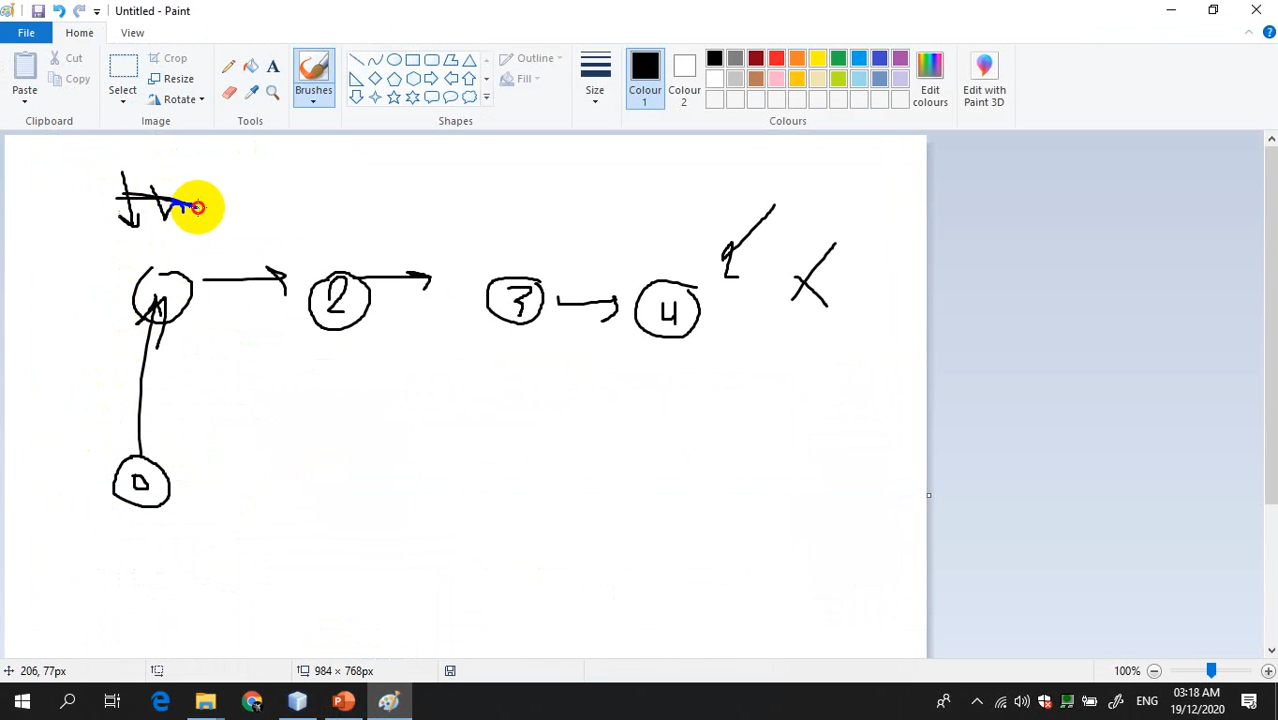 Untitled - Paint
File Home View
Paste
Cut
Copy
Clipboard
Select
Crop
Resize
Rotate
Image
A
Tools
Brushes
Shapes
Outline
Fill
Size
Colour 1
Colour 2
Edit colours
Edit with Paint 3D
Colours
1 2 3 4
0
206, 77px
984 × 768px
100%
ENG
03:18 AM
19/12/2020